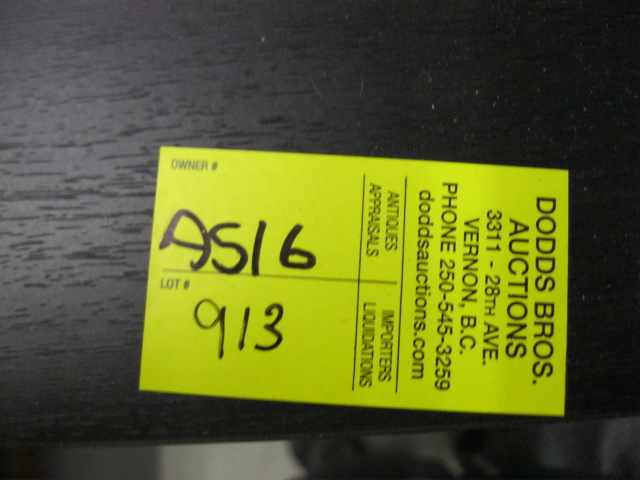 DODDS BROS.
AUCTIONS
3311 - 28TH AVE.
VERNON, B.C.
PHONE 250-545-3259
doddsauctions.com
ANTIQUES IMPORTERS
APPRAISALS LIQUIDATIONS
OWNER #
AS16
LOT #
913